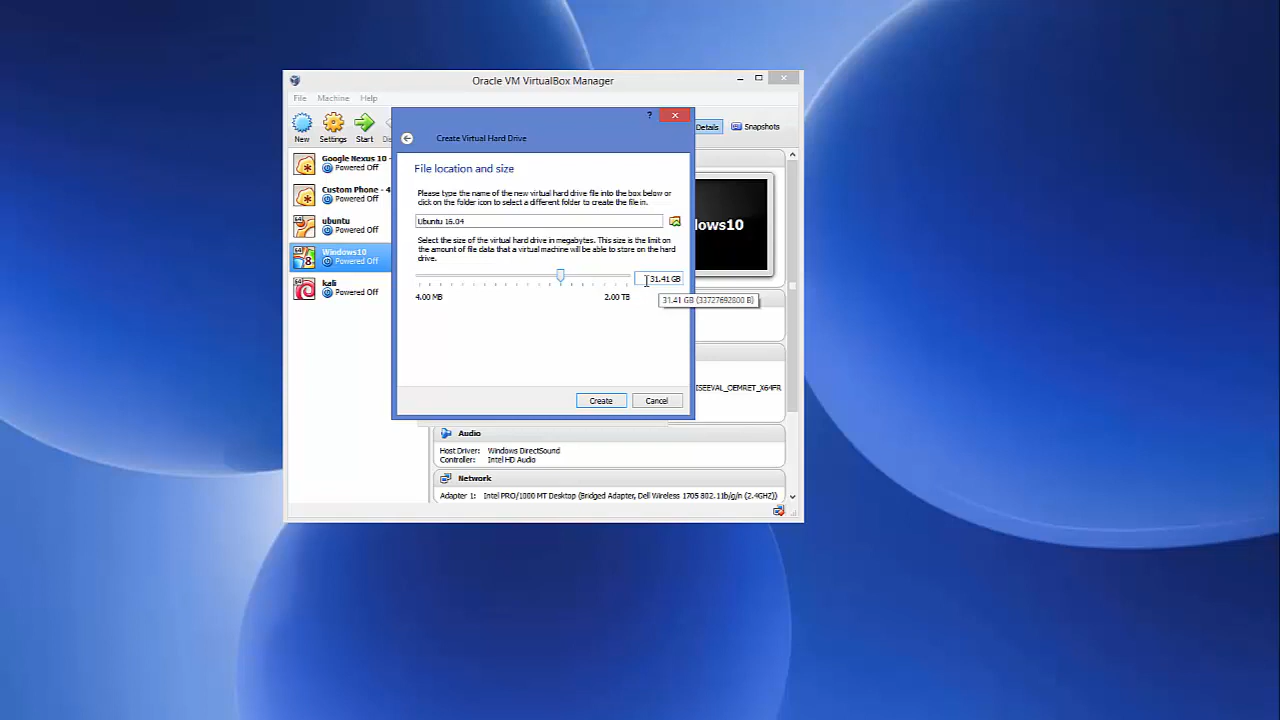 Oracle VM VirtualBox Manager
File Machine Help
?
Create Virtual Hard Drive
New Settings Start
Details Snapshots
Google Nexus 10 -
Powered Off
Custom Phone - 4
Powered Off
64 ubuntu
Powered Off
64 Windows10
Powered Off
64 kali
Powered Off
File location and size
Please type the name of the new virtual hard drive file into the box below or
click on the folder icon to select a different folder to create the file in.
Ubuntu 16.04
Select the size of the virtual hard drive in megabytes. This size is the limit on
the amount of file data that a virtual machine will be able to store on the hard
drive.
31.41 GB
4.00 MB 2.00 TB
31.41 GB (33727692800 B)
Create Cancel
dows10
ISEEVAL_OEMRET_X64FR
Audio
Host Driver: Windows DirectSound
Controller: Intel HD Audio
Network
Adapter 1: Intel PRO/1000 MT Desktop (Bridged Adapter, Dell Wireless 1705 802.11b/g/n (2.4GHZ))